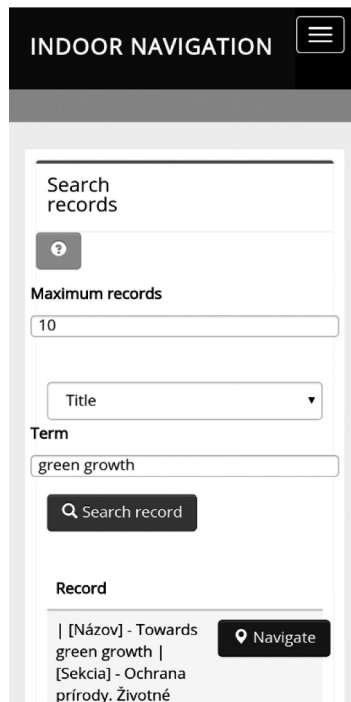 INDOOR NAVIGATION
Search
records
Maximum records
10
Title
Term
green growth
Search record
Record
| [Názov] - Towards
green growth |
[Sekcia] - Ochrana
prírody. Životné
Navigate